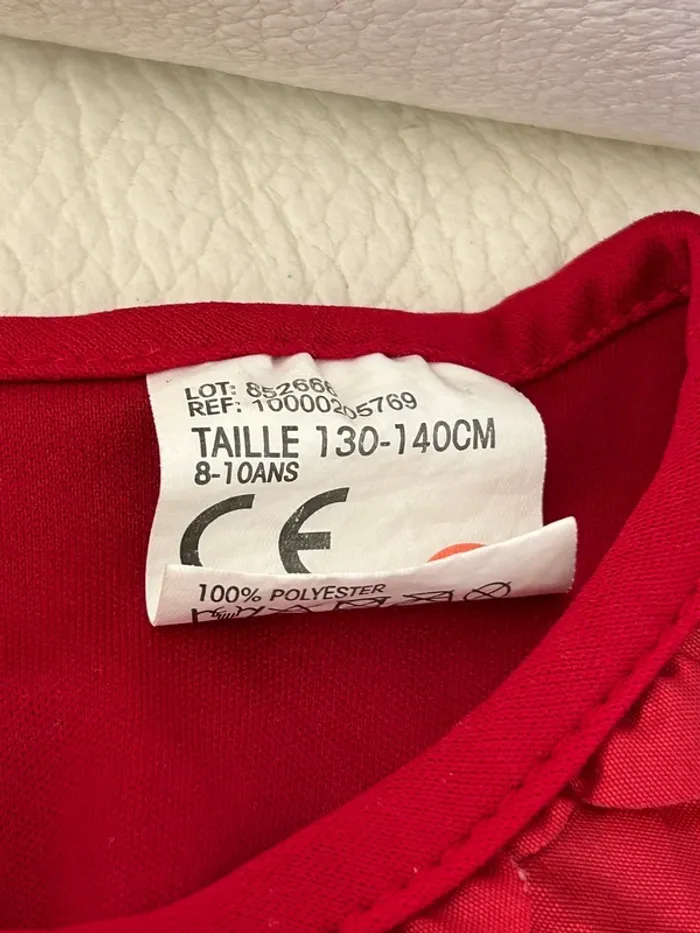 LOT: 852666
REF: 10000205769
TAILLE 130-140CM
8-10ANS
CE
100% POLYESTER